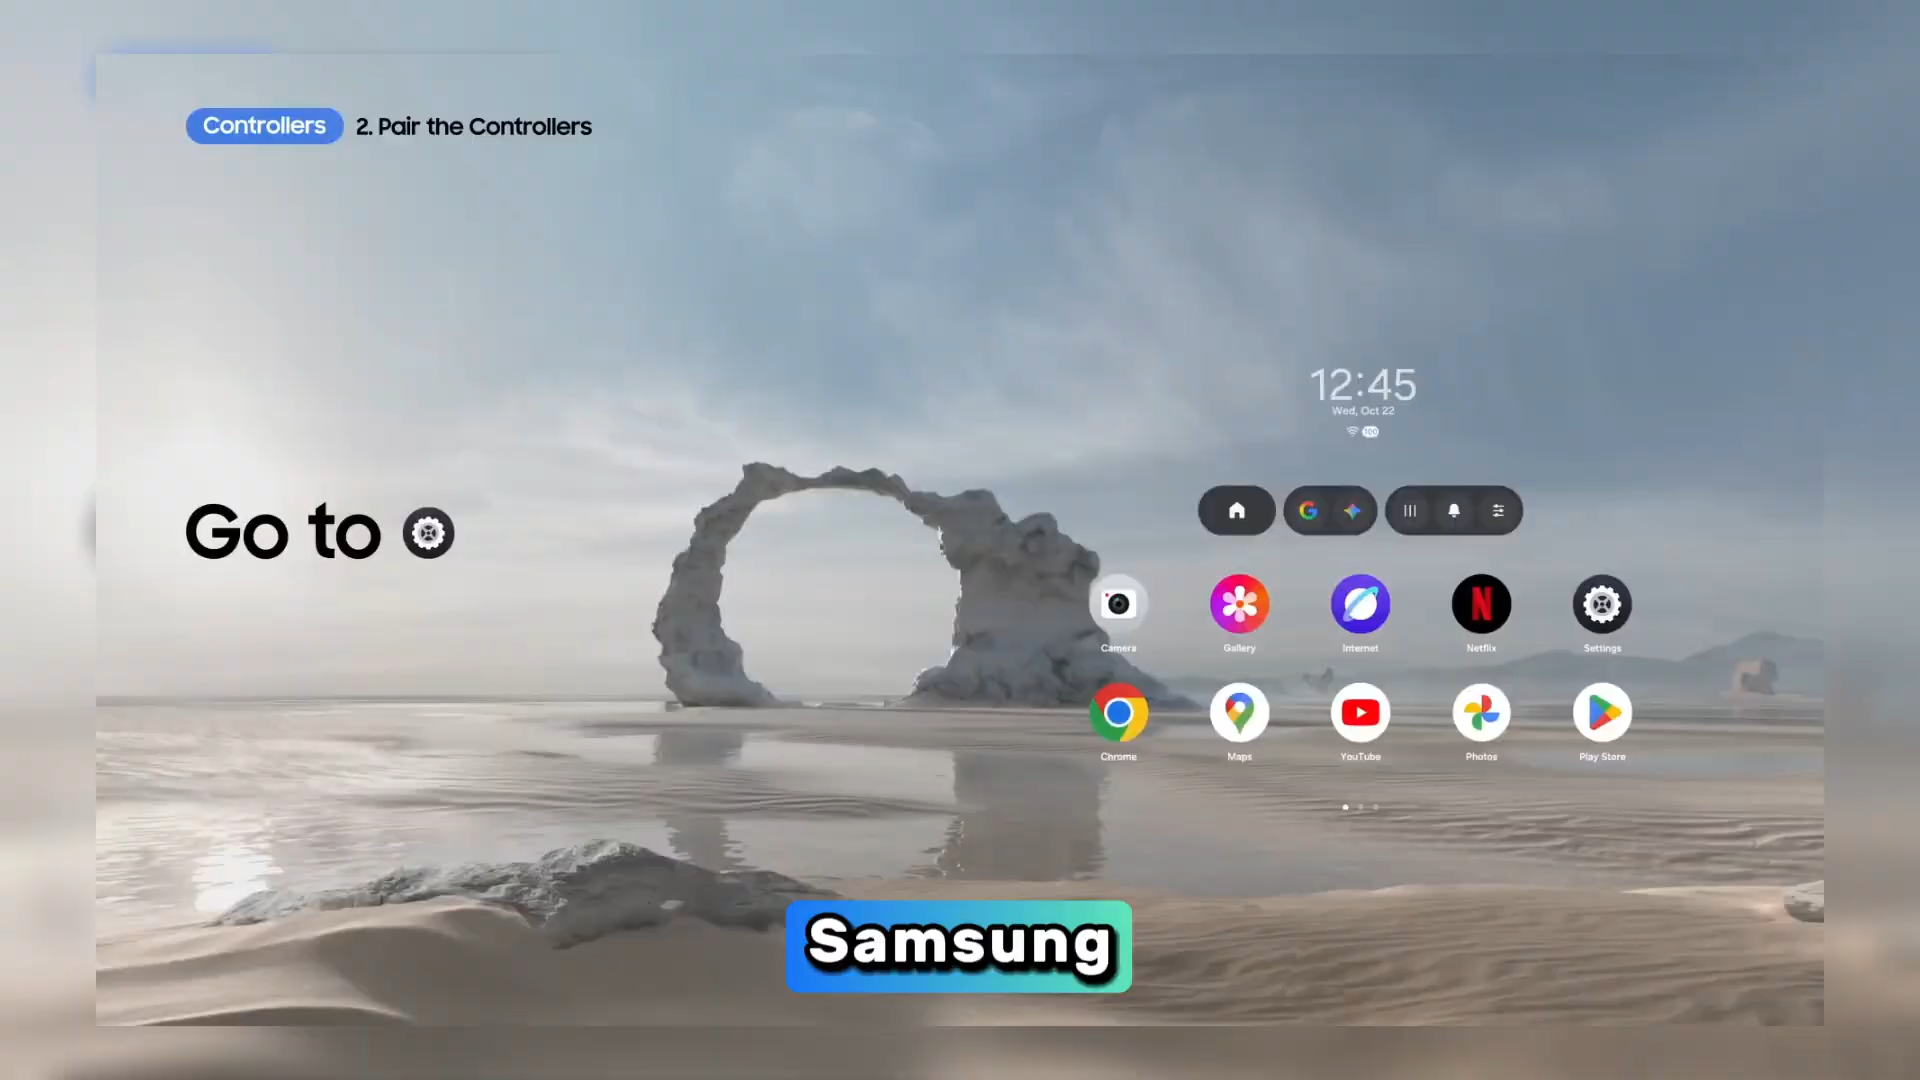 Controllers 2. Pair the Controllers
12:45
Wed, Oct 22
100
Go to
Camera Gallery Internet Netflix Settings
Chrome Maps YouTube Photos Play Store
Samsung